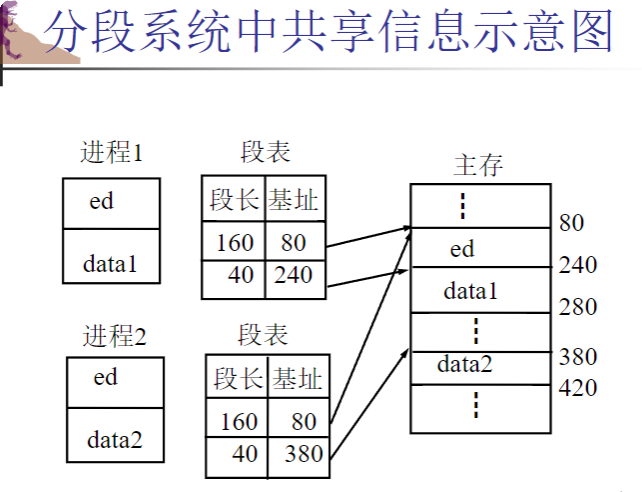 分段系统中共享信息示意图
进程1
ed
data1
段表
段长 基址
160 80
40 240
进程2
ed
data2
段表
段长 基址
160 80
40 380
主存
80
ed
240
data1
280
380
data2
420